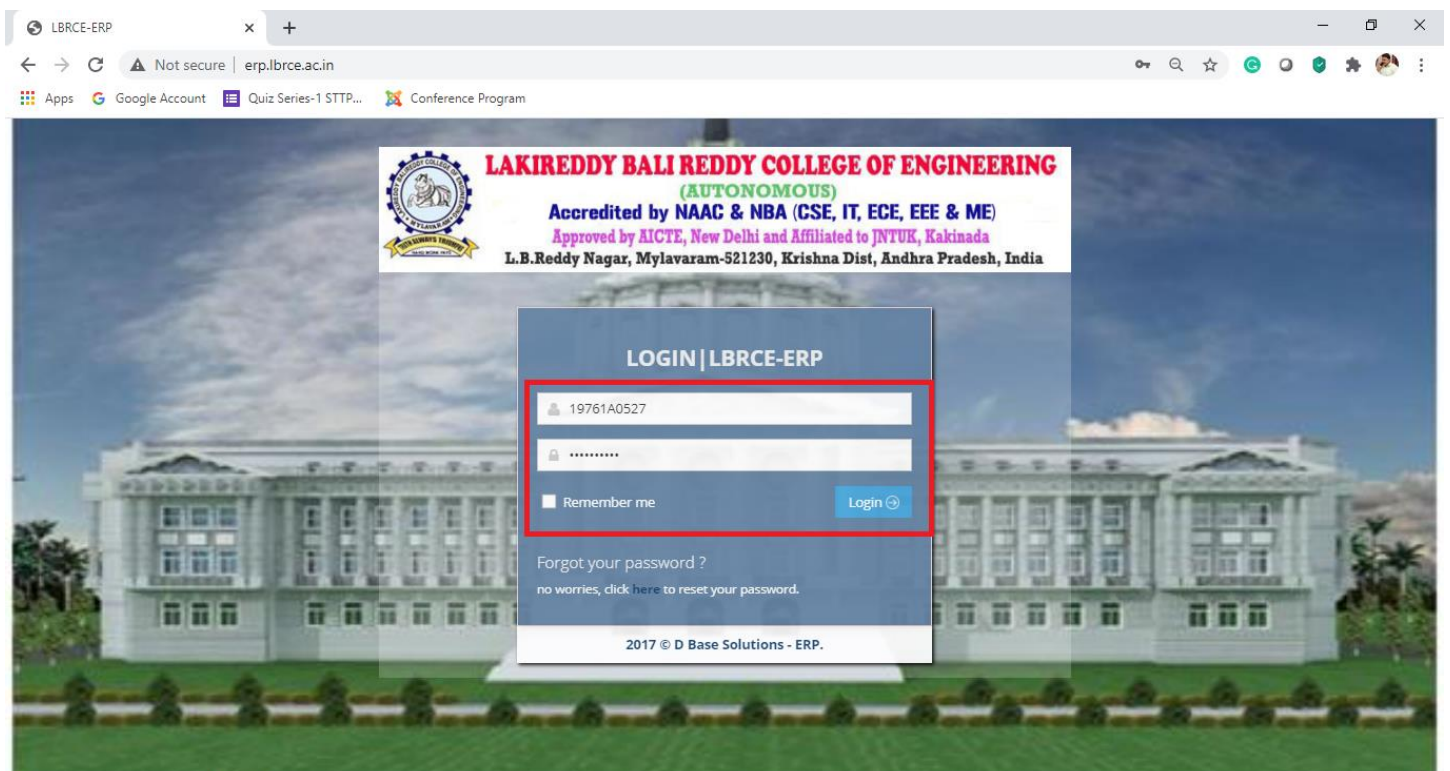 LBRCE-ERP
Not secure | erp.lbrce.ac.in
Apps Google Account Quiz Series-1 STTP... Conference Program
LAKIREDDY BALI REDDY COLLEGE OF ENGINEERING
(AUTONOMOUS)
Accredited by NAAC & NBA (CSE, IT, ECE, EEE & ME)
Approved by AICTE, New Delhi and Affiliated to JNTUK, Kakinada
L.B.Reddy Nagar, Mylavaram-521230, Krishna Dist, Andhra Pradesh, India
LOGIN|LBRCE-ERP
19761A0527
••••••••••
Remember me
Login
Forgot your password ?
no worries, click here to reset your password.
2017 © D Base Solutions - ERP.